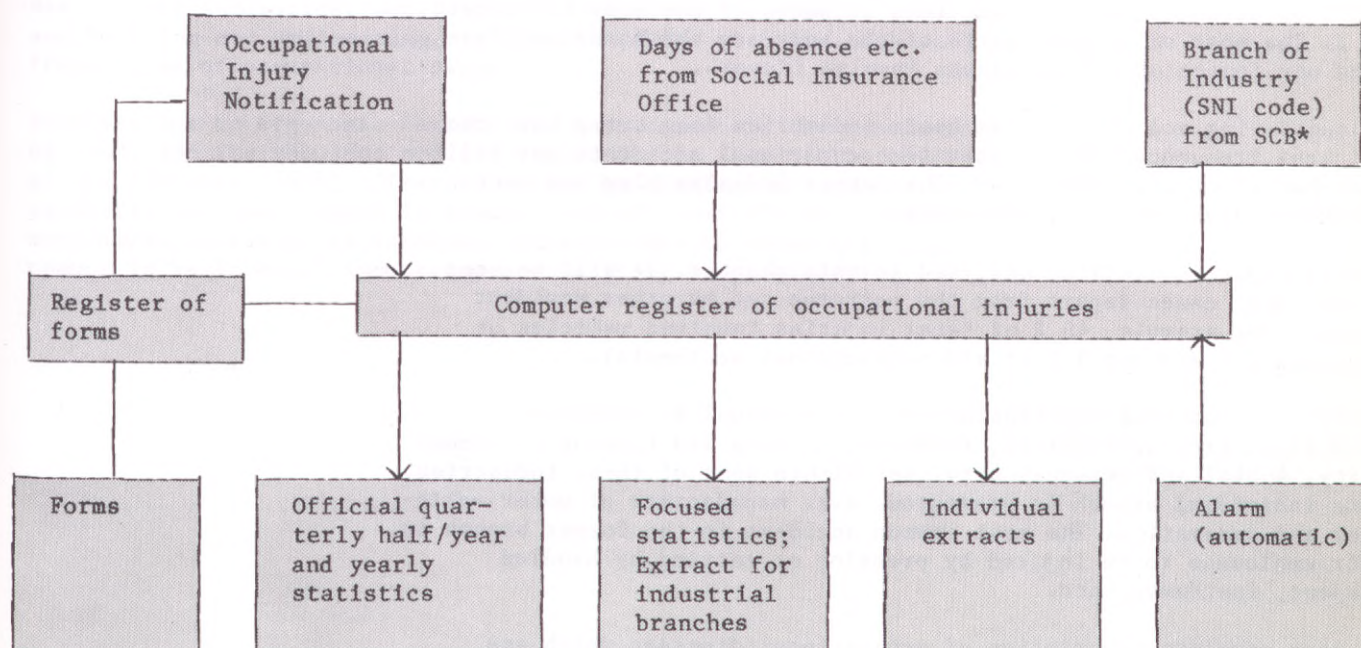 Occupational
Injury
Notification
Days of absence etc.
from Social Insurance
Office
Branch of
Industry
(SNI code)
from SCB*
Register of
forms
Computer register of occupational injuries
Forms
Official quar-
terly half/year
and yearly
statistics
Focused
statistics;
Extract for
industrial
branches
Individual
extracts
Alarm
(automatic)